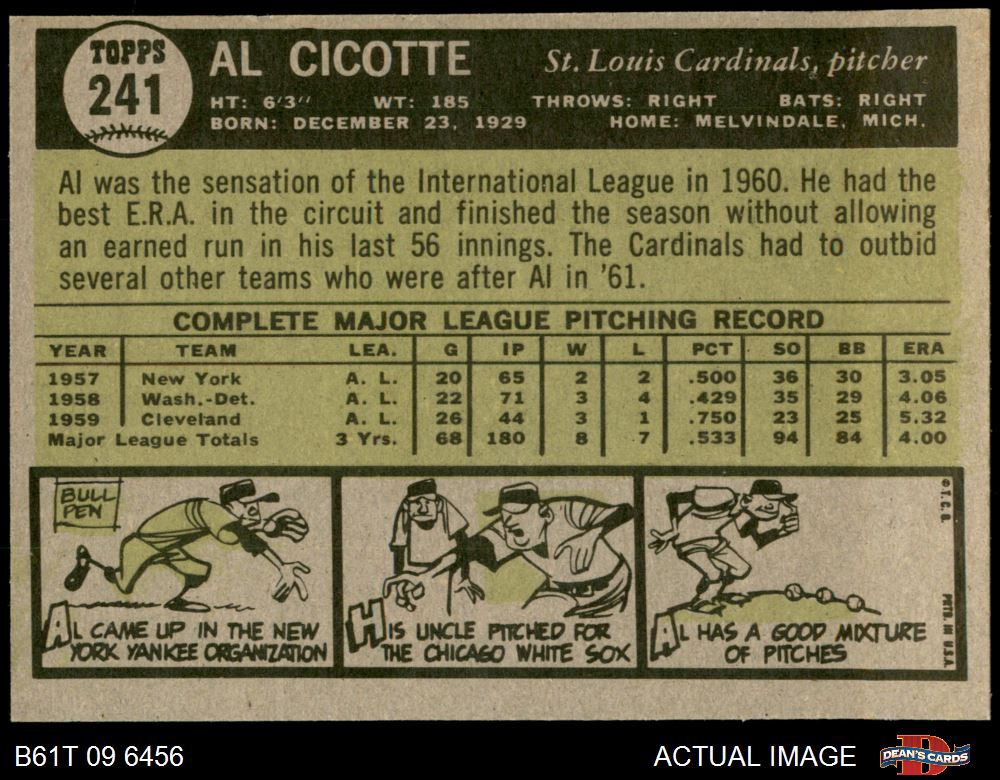 TOPPS
241
AL CICOTTE
St. Louis Cardinals, pitcher
HT: 6'3" WT: 185 THROWS: RIGHT BATS: RIGHT
BORN: DECEMBER 23, 1929 HOME: MELVINDALE, MICH.
Al was the sensation of the International League in 1960. He had the
best E.R.A. in the circuit and finished the season without allowing
an earned run in his last 56 innings. The Cardinals had to outbid
several other teams who were after Al in '61.
COMPLETE MAJOR LEAGUE PITCHING RECORD
YEAR TEAM LEA. G IP W L PCT SO BB ERA
1957 New York A. L. 20 65 2 2 .500 36 30 3.05
1958 Wash.-Det. A. L. 22 71 3 4 .429 35 29 4.06
1959 Cleveland A. L. 26 44 3 1 .750 23 25 5.32
Major League Totals 3 Yrs. 68 180 8 7 .533 94 84 4.00
BULL
PEN
AL CAME UP IN THE NEW
YORK YANKEE ORGANIZATION
HIS UNCLE PITCHED FOR
THE CHICAGO WHITE SOX
AL HAS A GOOD MIXTURE
OF PITCHES
© T. C. G.
PRTD. IN U.S.A.
B61T 09 6456
ACTUAL IMAGE
DEAN'S CARDS